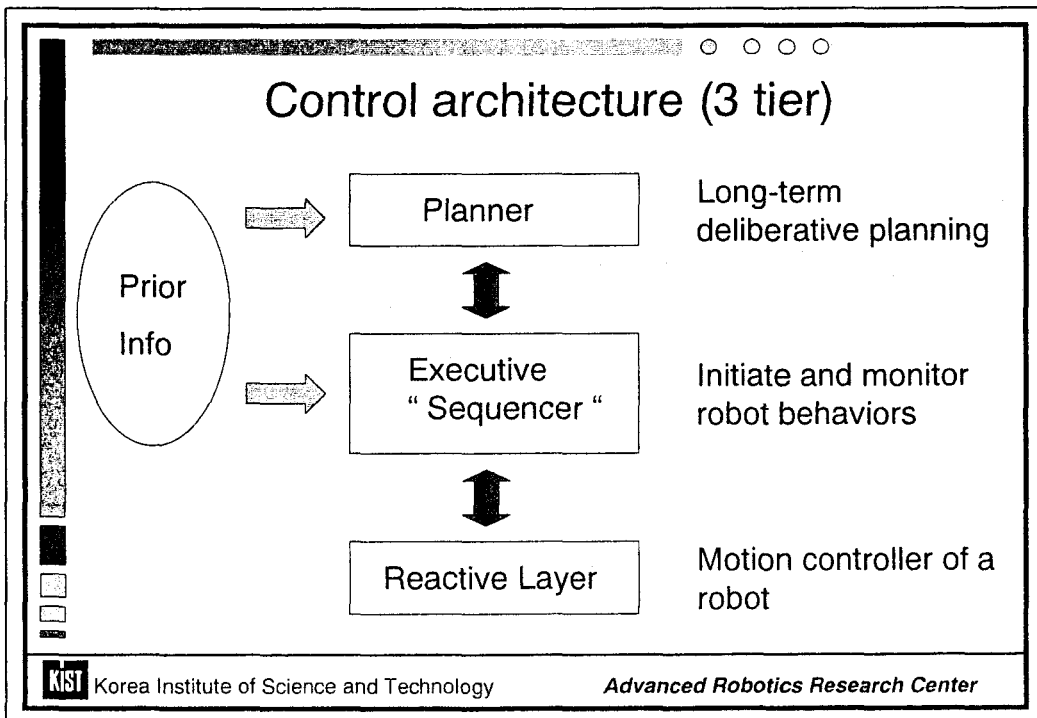 Control architecture (3 tier)
Prior
Info
Planner
Long-term
deliberative planning
Executive
“ Sequencer “
Initiate and monitor
robot behaviors
Reactive Layer
Motion controller of a
robot
KIST Korea Institute of Science and Technology
Advanced Robotics Research Center